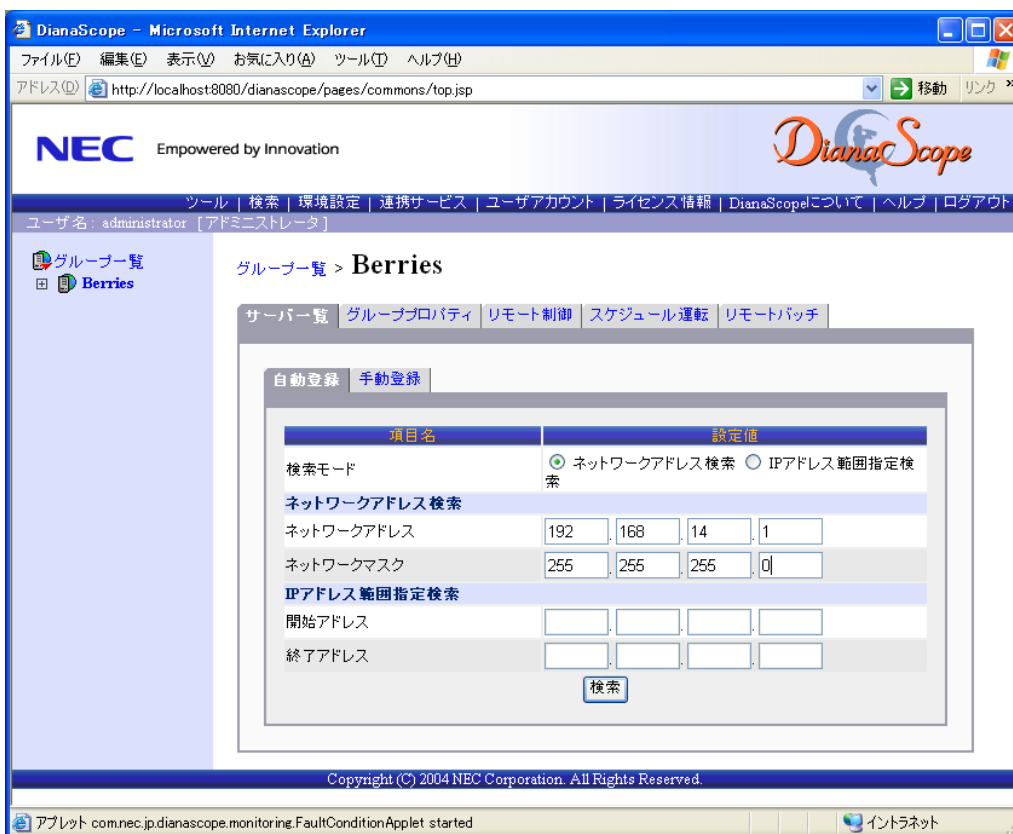 DianaScope - Microsoft Internet Explorer
ファイル(F) 編集(E) 表示(V) お気に入り(A) ツール(T) ヘルプ(H)
アドレス(D) http://localhost:8080/dianascope/pages/commons/top.jsp 移動 リンク »
NEC Empowered by Innovation DianaScope
ツール | 検索 | 環境設定 | 連携サービス | ユーザアカウント | ライセンス情報 | DianaScopeについて | ヘルプ | ログアウト
ユーザ名: administrator [アドミニストレータ]
グループ一覧
Berries
グループ一覧 > Berries
サーバー覧 グループプロパティ リモート制御 スケジュール運転 リモートバッチ
自動登録 手動登録
項目名 設定値
検索モード ネットワークアドレス検索 IPアドレス範囲指定検
索
ネットワークアドレス検索
ネットワークアドレス 192 . 168 . 14 . 1
ネットワークマスク 255 . 255 . 255 . 0
IPアドレス範囲指定検索
開始アドレス . . .
終了アドレス . . .
検索
Copyright (C) 2004 NEC Corporation. All Rights Reserved.
アプレット com.nec.jp.dianascope.monitoring.FaultConditionApplet started イントラネット